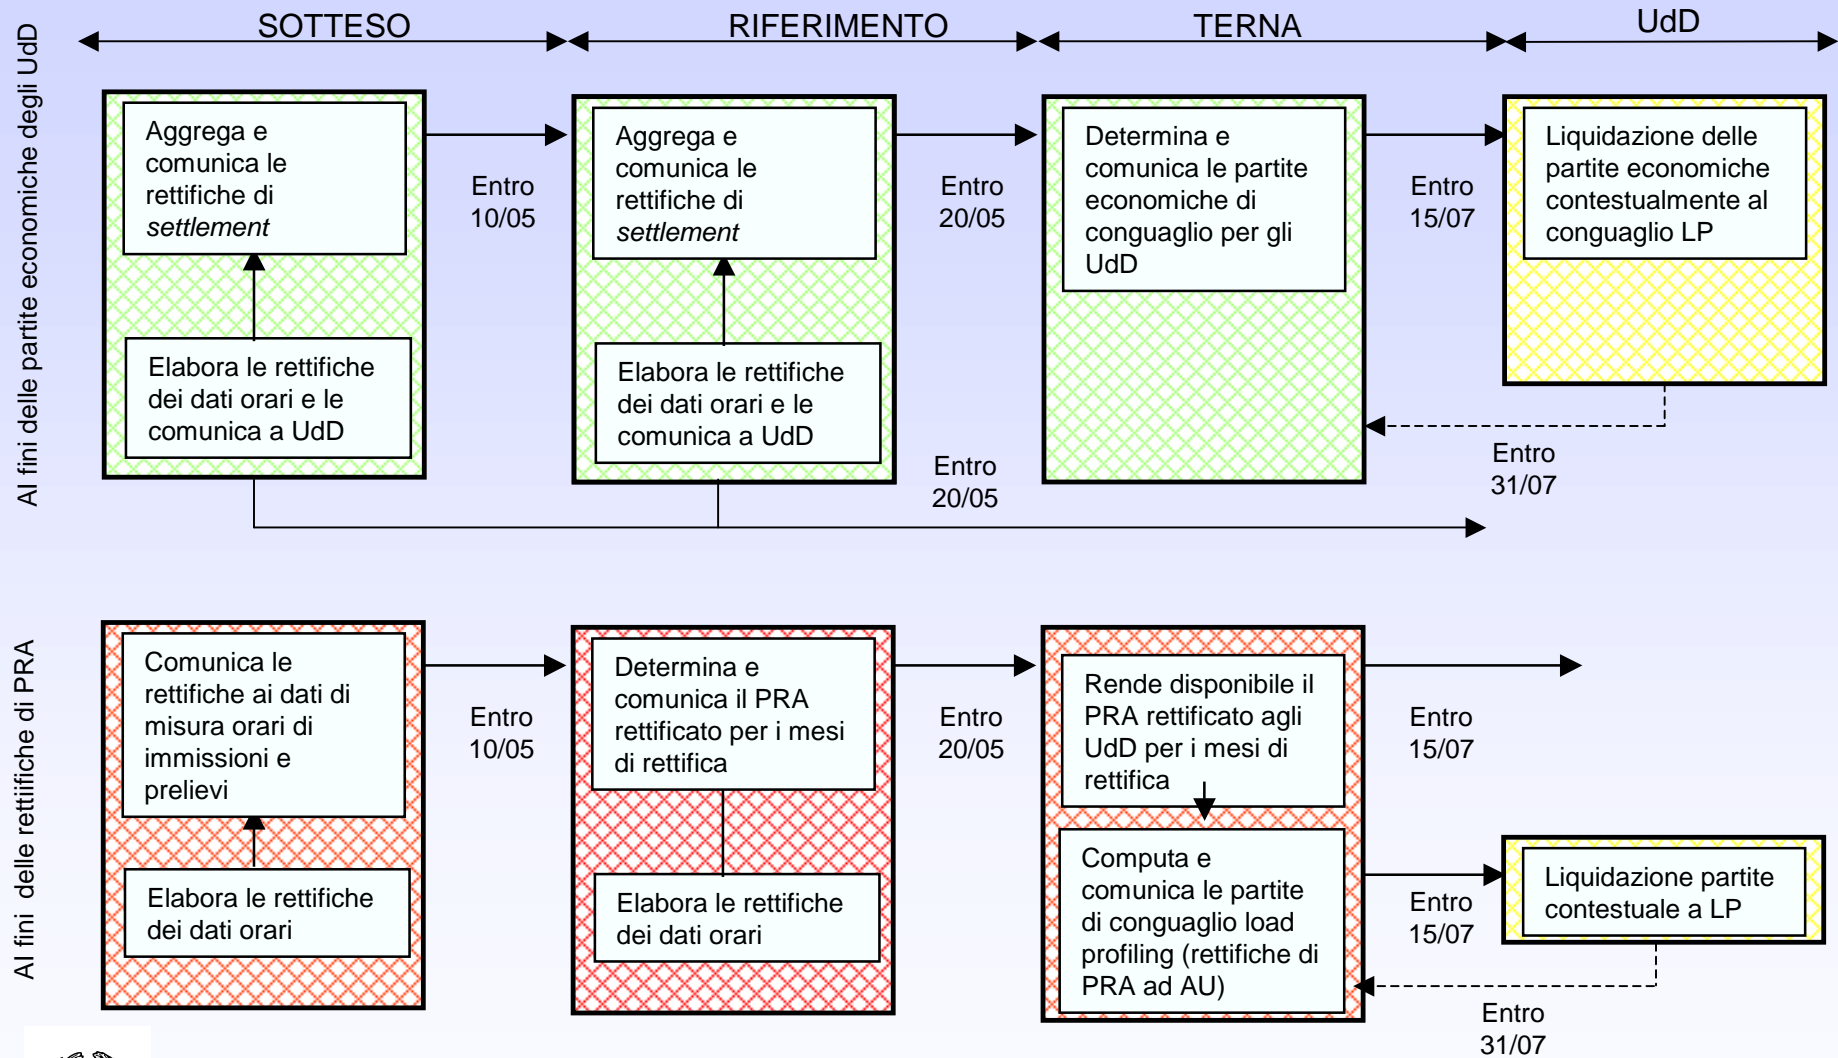 SOTTESO
RIFERIMENTO
TERNA
UdD
AI fini delle partite economiche degli UdD
Aggrega e
comunica le
rettifiche di
settlement
Elabora le rettifiche
dei dati orari e le
comunica a UdD
Entro
10/05
Aggrega e
comunica le
rettifiche di
settlement
Elabora le rettifiche
dei dati orari e le
comunica a UdD
Entro
20/05
Entro
20/05
Determina e
comunica le partite
economiche di
conguaglio per gli
UdD
Entro
15/07
Liquidazione delle
partite economiche
contestualmente al
conguaglio LP
Entro
31/07
AI fini delle rettiifiche di PRA
Comunica le
rettifiche ai dati di
misura orari di
immissioni e
prelievi
Elabora le rettifiche
dei dati orari
Entro
10/05
Determina e
comunica il PRA
rettificato per i mesi
di rettifica
Elabora le rettifiche
dei dati orari
Entro
20/05
Rende disponibile il
PRA rettificato agli
UdD per i mesi di
rettifica
Computa e
comunica le partite
di conguaglio load
profiling (rettifiche di
PRA ad AU)
Entro
15/07
Entro
15/07
Liquidazione partite
contestuale a LP
Entro
31/07